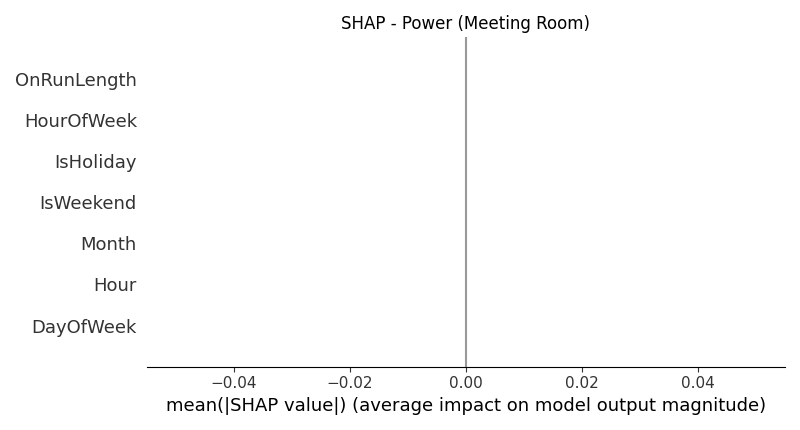 SHAP - Power (Meeting Room)
OnRunLength
HourOfWeek
IsHoliday
IsWeekend
Month
Hour
DayOfWeek
−0.04 −0.02 0.00 0.02 0.04
mean(|SHAP value|) (average impact on model output magnitude)